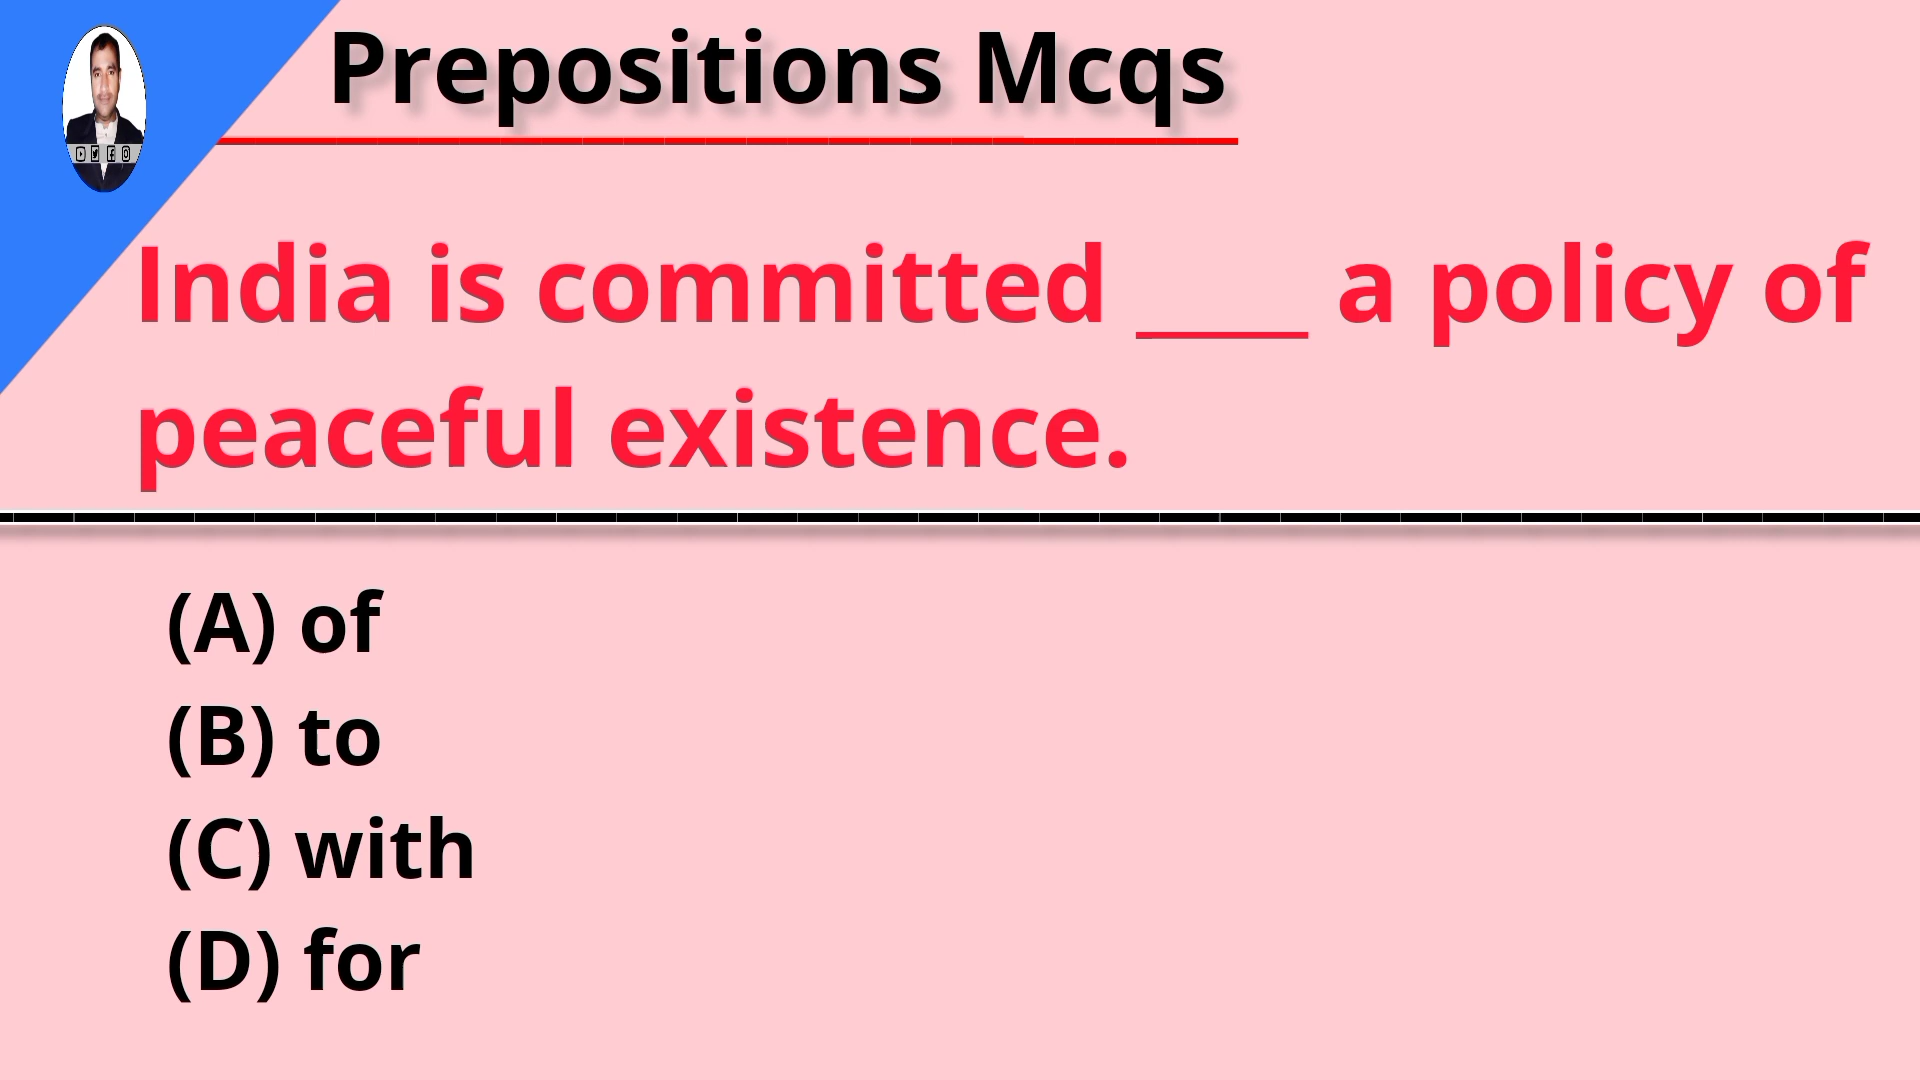 Prepositions Mcqs
India is committed ____ a policy of
peaceful existence.
(A) of
(B) to
(C) with
(D) for